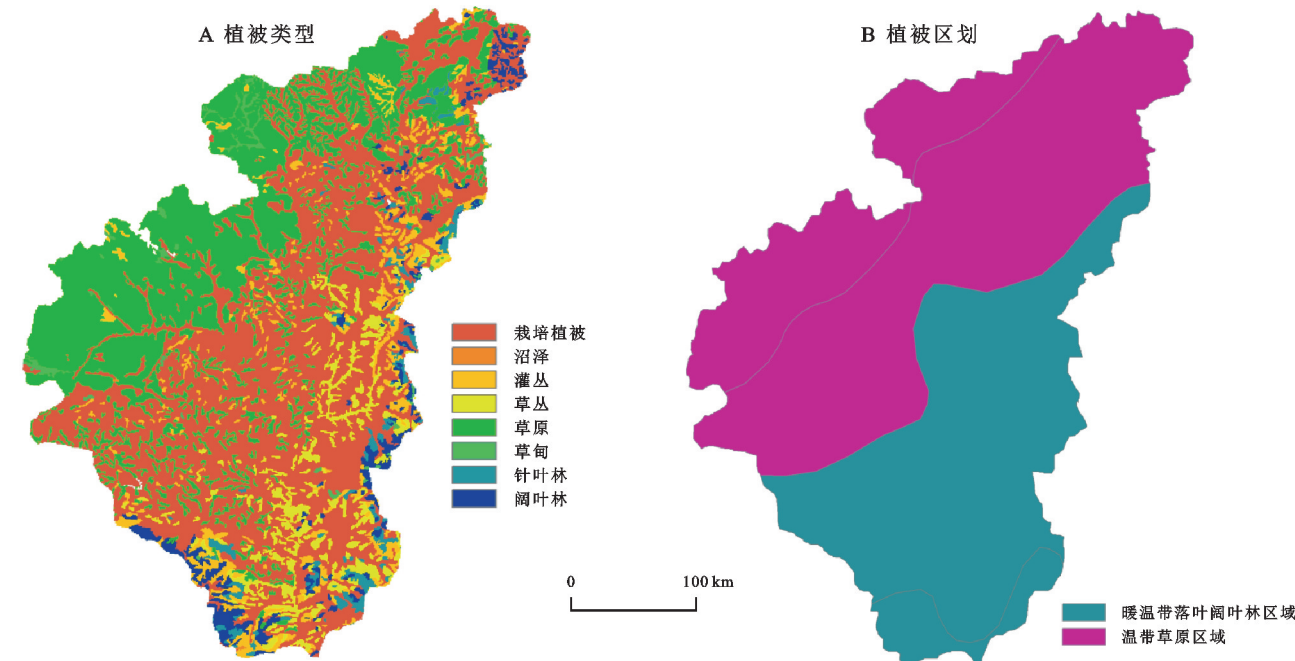 A 植被类型
B 植被区划
栽培植被
沼泽
灌丛
草丛
草原
草甸
针叶林
阔叶林
0 100 km
暖温带落叶阔叶林区域
温带草原区域